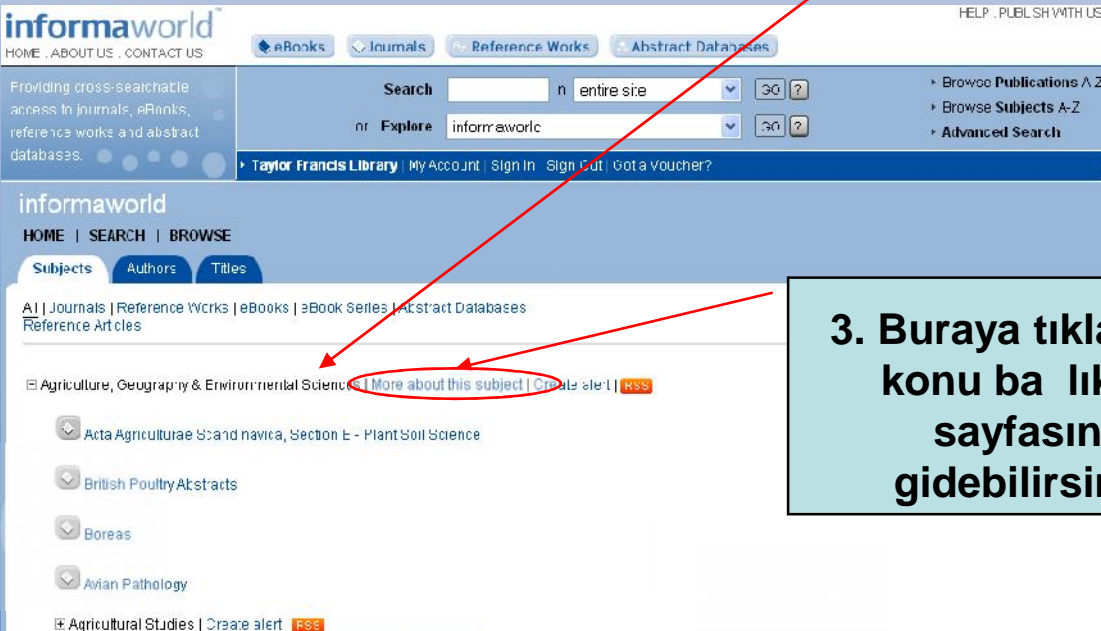 informaworld
HELP . PUBLISH WITH US
HOME . ABOUT US . CONTACT US
eBooks Journals Reference Works Abstract Databases
Providing cross-searchable
access to journals, eBooks,
reference works and abstract
databases.
Search n entire site GO ?
or Explore informaworld GO ?
Browse Publications A-Z
Browse Subjects A-Z
Advanced Search
Taylor Francis Library | My Account | Sign In Sign Out | Got a Voucher?
informaworld
HOME | SEARCH | BROWSE
Subjects Authors Titles
All | Journals | Reference Works | eBooks | eBook Series | Abstract Databases
Reference Articles
Agriculture, Geography & Environmental Sciences | More about this subject | Create alert | RSS
Acta Agriculturae Scandinavica, Section B - Plant Soil Science
British Poultry Abstracts
Boreas
Avian Pathology
Agricultural Studies | Create alert RSS
3. Buraya tıkla
konu ba lık
sayfasın
gidebilirsin